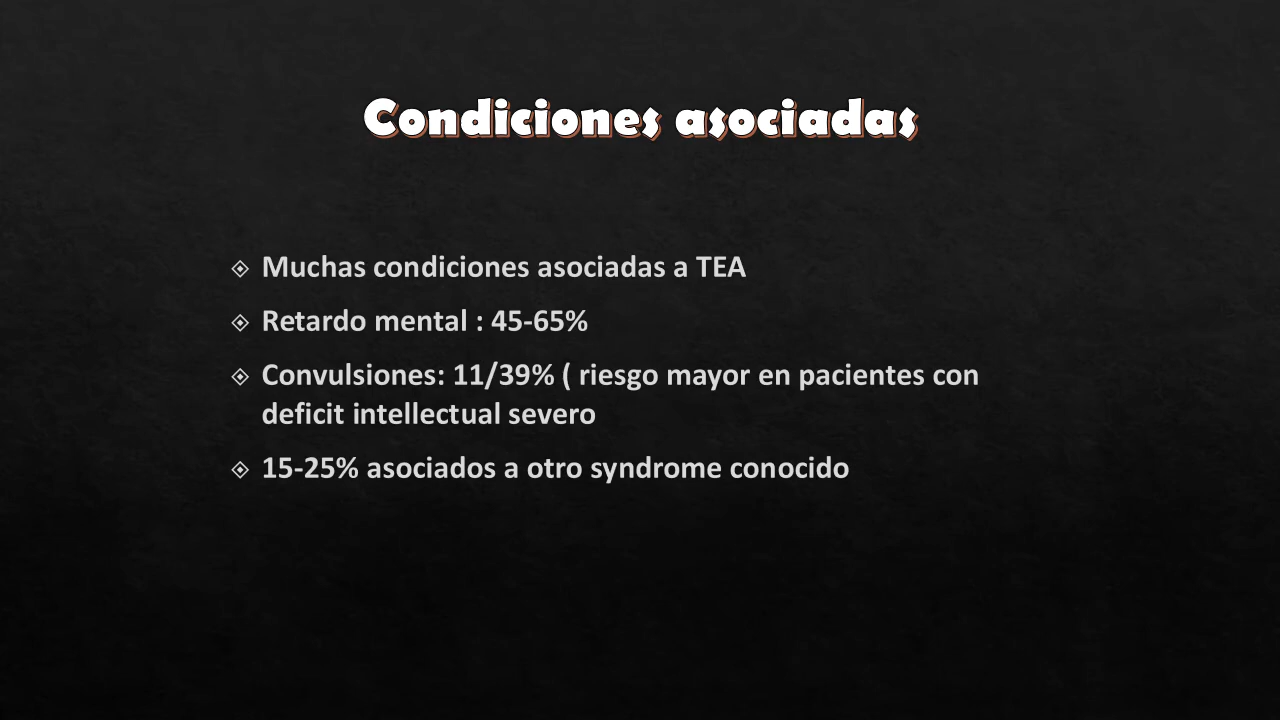 Condiciones asociadas
Muchas condiciones asociadas a TEA
Retardo mental : 45-65%
Convulsiones: 11/39% ( riesgo mayor en pacientes con
deficit intellectual severo
15-25% asociados a otro syndrome conocido